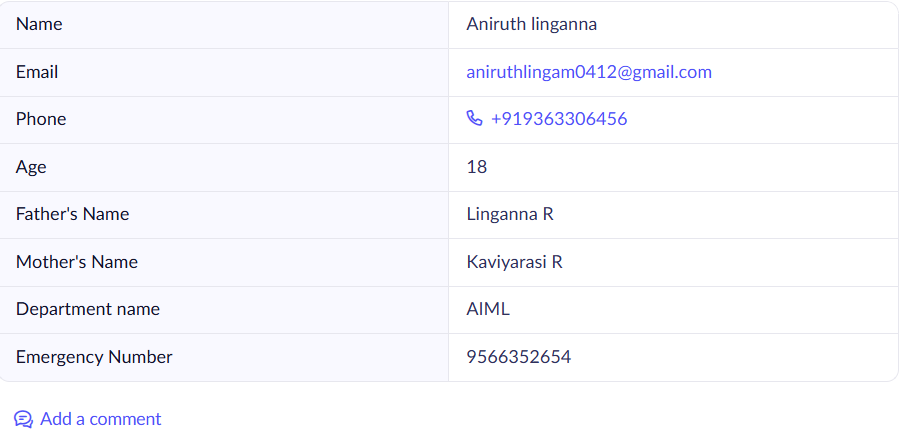 Name Aniruth linganna
Email aniruthlingam0412@gmail.com
Phone +919363306456
Age 18
Father's Name Linganna R
Mother's Name Kaviyarasi R
Department name AIML
Emergency Number 9566352654
Add a comment